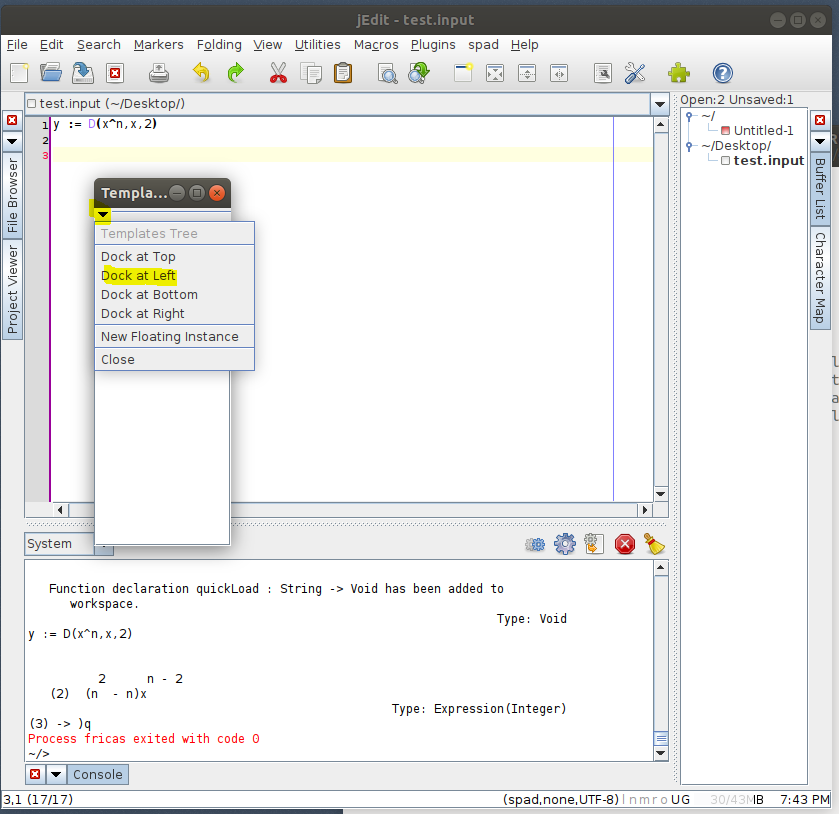 jEdit - test.input
File Edit Search Markers Folding View Utilities Macros Plugins spad Help
test.input (~/Desktop/)
Open:2 Unsaved:1
~/
Untitled-1
~/Desktop/
test.input
File Browser
Project Viewer
Buffer List
Character Map
1 y := D(x^n,x,2)
2
3
Templa...
Templates Tree
Dock at Top
Dock at Left
Dock at Bottom
Dock at Right
New Floating Instance
Close
System
Function declaration quickLoad : String -> Void has been added to
workspace.
Type: Void
y := D(x^n,x,2)
2 n - 2
(2) (n - n)x
Type: Expression(Integer)
(3) -> )q
Process fricas exited with code 0
~/>
Console
3,1 (17/17) (spad,none,UTF-8) l n m r o UG 30/43MB 7:43 PM